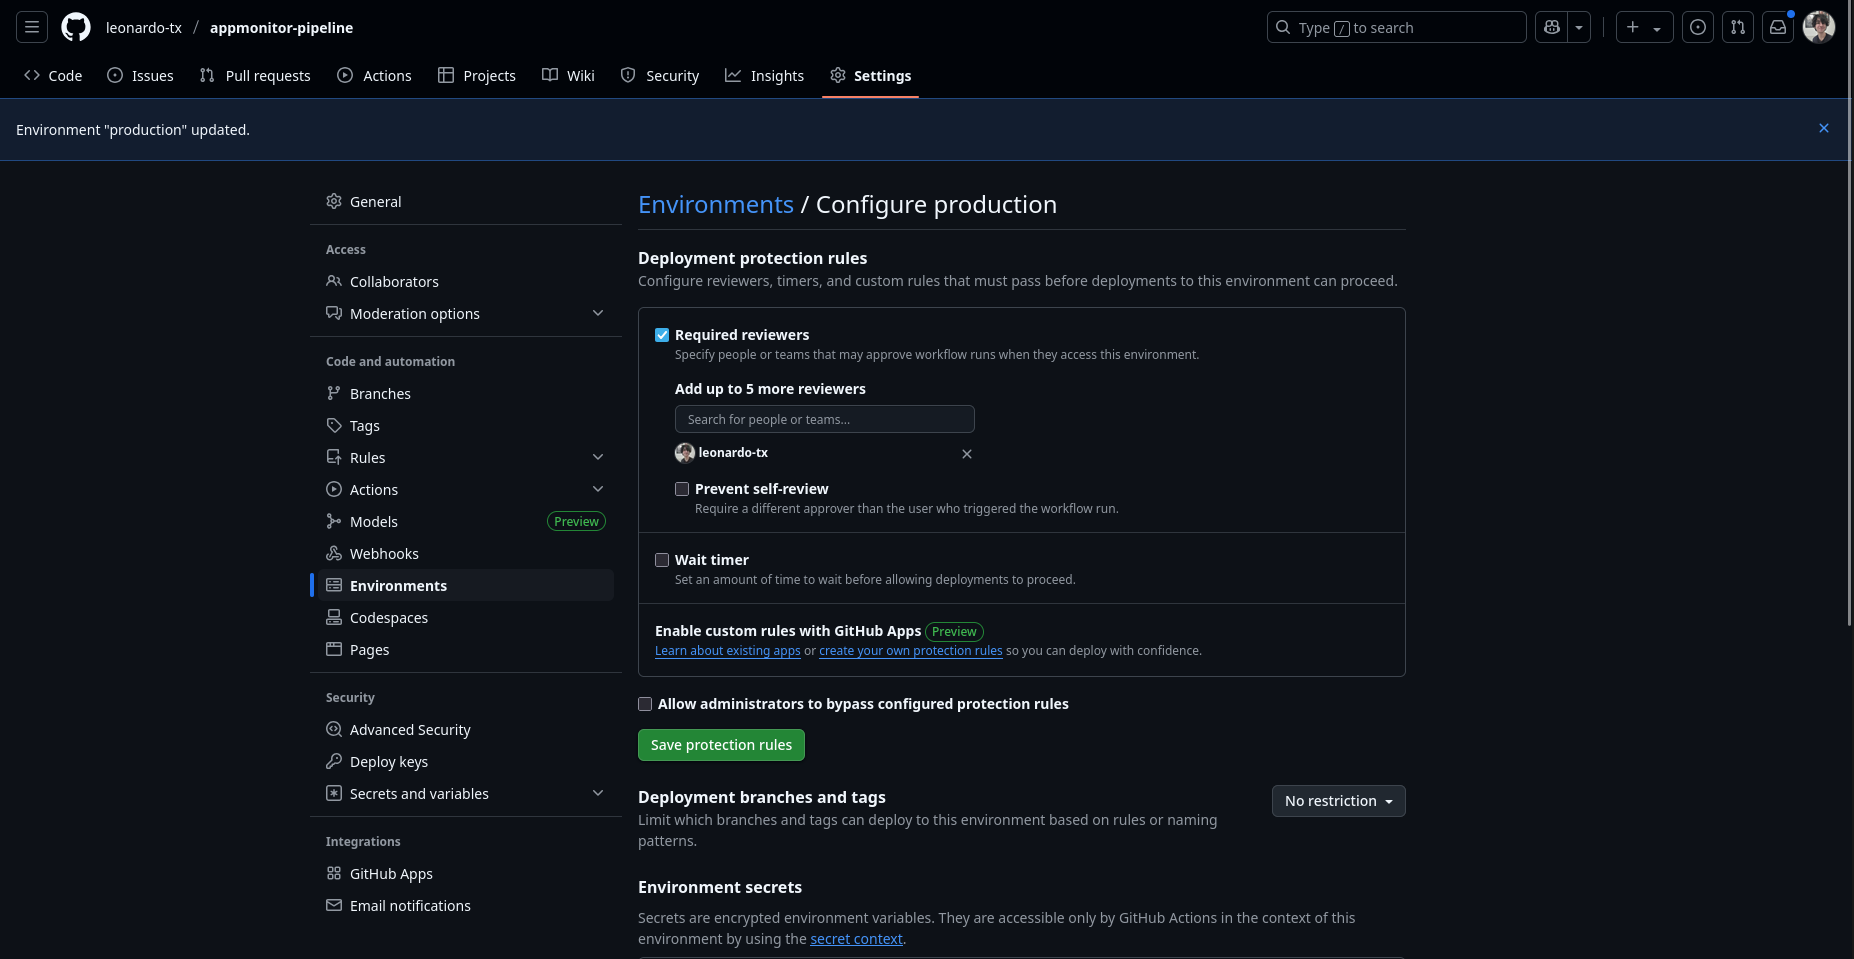 leonardo-tx / appmonitor-pipeline
Type / to search
Code
Issues
Pull requests
Actions
Projects
Wiki
Security
Insights
Settings
Environment "production" updated.
General
Access
Collaborators
Moderation options
Code and automation
Branches
Tags
Rules
Actions
Models
Preview
Webhooks
Environments
Codespaces
Pages
Security
Advanced Security
Deploy keys
Secrets and variables
Integrations
GitHub Apps
Email notifications
Environments / Configure production
Deployment protection rules
Configure reviewers, timers, and custom rules that must pass before deployments to this environment can proceed.
Required reviewers
Specify people or teams that may approve workflow runs when they access this environment.
Add up to 5 more reviewers
Search for people or teams...
leonardo-tx
Prevent self-review
Require a different approver than the user who triggered the workflow run.
Wait timer
Set an amount of time to wait before allowing deployments to proceed.
Enable custom rules with GitHub Apps Preview
Learn about existing apps or create your own protection rules so you can deploy with confidence.
Allow administrators to bypass configured protection rules
Save protection rules
Deployment branches and tags
No restriction
Limit which branches and tags can deploy to this environment based on rules or naming
patterns.
Environment secrets
Secrets are encrypted environment variables. They are accessible only by GitHub Actions in the context of this
environment by using the secret context.